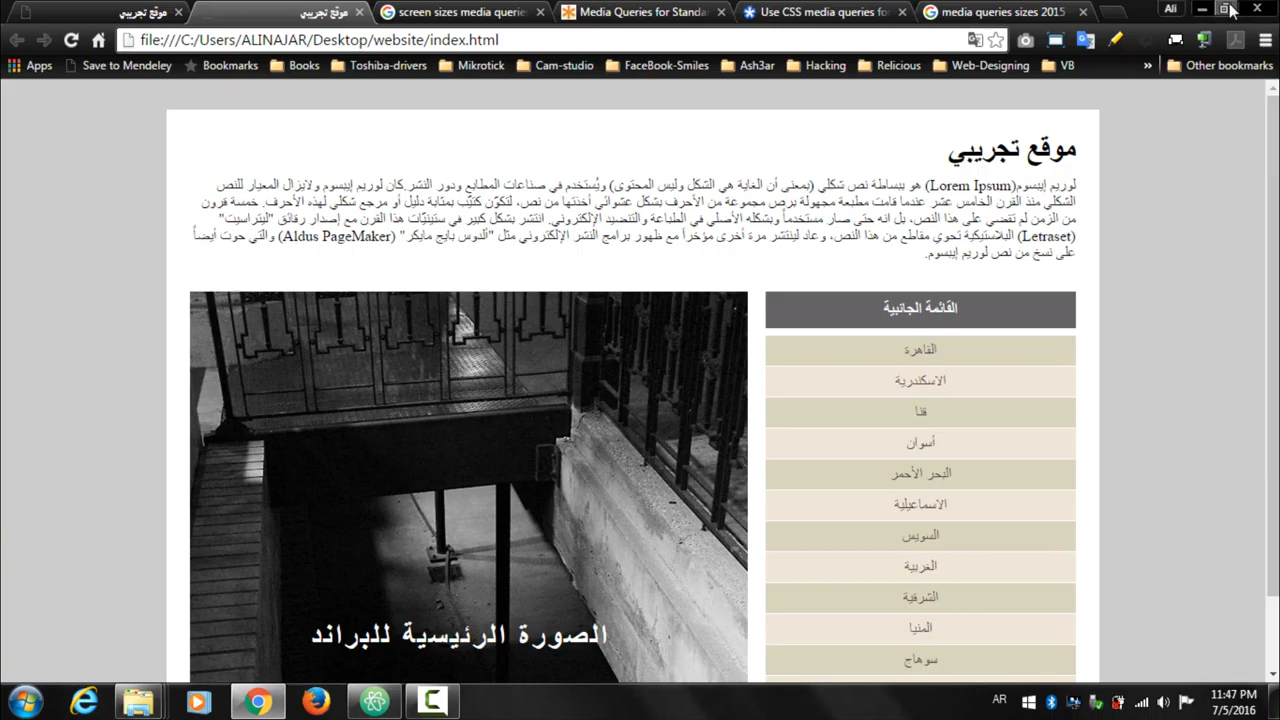 موقع تجريبي
موقع تجريبي
screen sizes media querie
Media Queries for Standa
Use CSS media queries fo
media queries sizes 2015
Ali
file:///C:/Users/ALINAJAR/Desktop/website/index.html
Apps
Save to Mendeley
Bookmarks
Books
Toshiba-drivers
Mikrotick
Cam-studio
FaceBook-Smiles
Ash3ar
Hacking
Relicious
Web-Designing
VB
»
Other bookmarks
موقع تجريبي
لوريم إيبسوم(Lorem Ipsum) هو ببساطة نص شكلي (بمعنى أن الغاية هي الشكل وليس المحتوى) ويُستخدم في صناعات المطابع ودور النشر.كان لوريم إيبسوم ولايزال المعيار للنص
الشكلي منذ القرن الخامس عشر عندما قامت مطبعة مجهولة برص مجموعة من الأحرف بشكل عشوائي أخذتها من نص، لتكوّن كتيّب بمثابة دليل أو مرجع شكلي لهذه الأحرف. خمسة قرون
من الزمن لم تقضي على هذا النص، بل انه حتى صار مستخدماً وبشكله الأصلي في الطباعة والتنضيد الإلكتروني. انتشر بشكل كبير في ستينيّات هذا القرن مع إصدار رقائق "ليتراسيت"
(Letraset) البلاستيكية تحوي مقاطع من هذا النص، وعاد لينتشر مرة أخرى مؤخراَ مع ظهور برامج النشر الإلكتروني مثل "ألدوس بايج مايكر" (Aldus PageMaker) والتي حوت أيضاً
على نسخ من نص لوريم إيبسوم.
القائمة الجانبية
القاهرة
الاسكندرية
قنا
أسوان
البحر الأحمر
الاسماعيلية
السويس
الغربية
الشرقية
المنيا
سوهاج
الصورة الرئيسية للبراند
AR
11:47 PM
7/5/2016